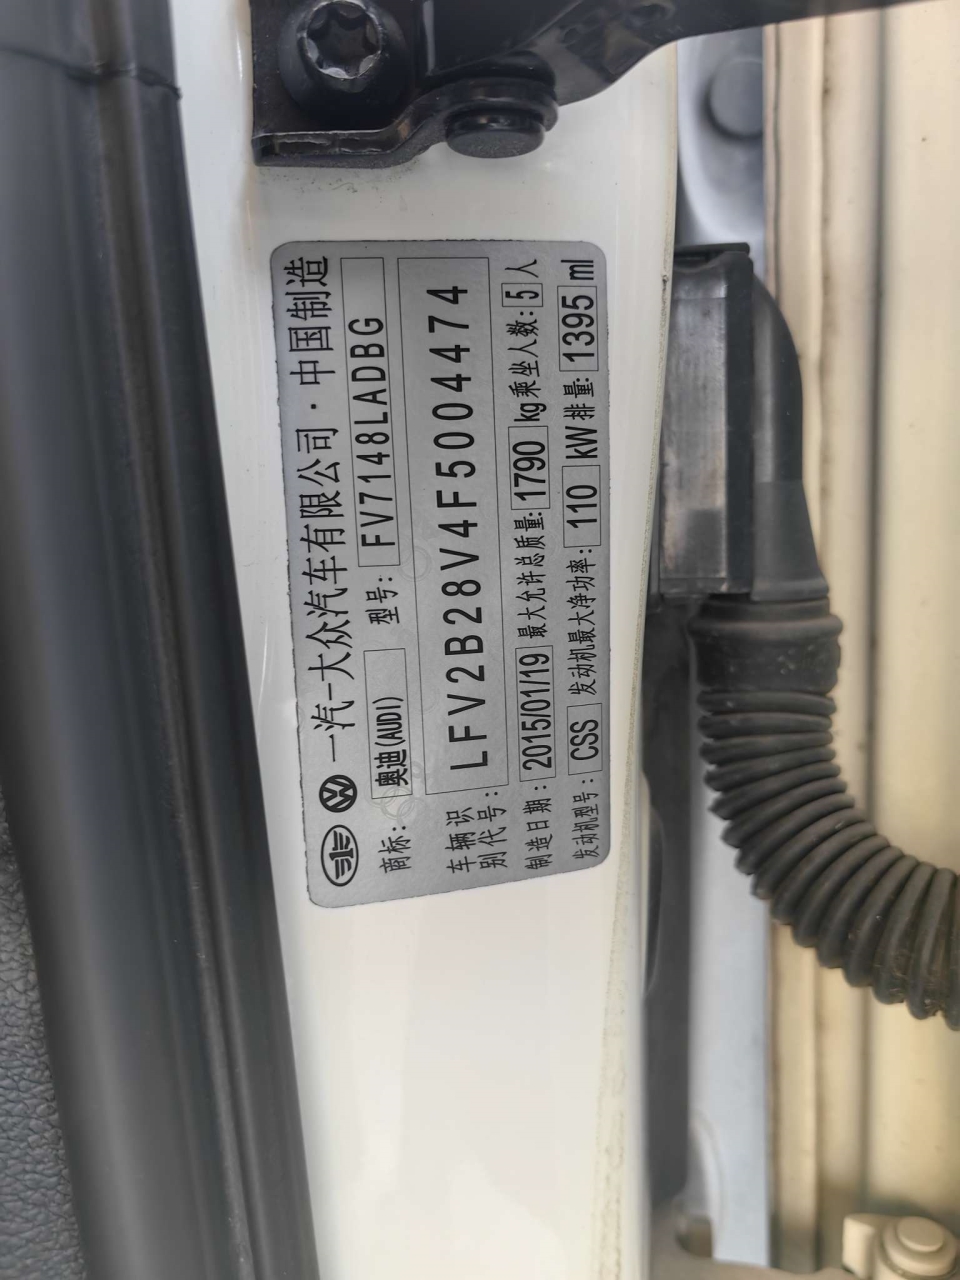 一汽-大众汽车有限公司·中国制造
商标: 奥迪(AUDI) 型号: FV7148LADBG
车辆识别代号: LFV2B28V4F5004474
制造日期: 2015/01/19 最大允许总质量: 1790 kg 乘坐人数: 5 人
发动机型号: CSS 发动机最大净功率: 110 kW 排量: 1395 ml